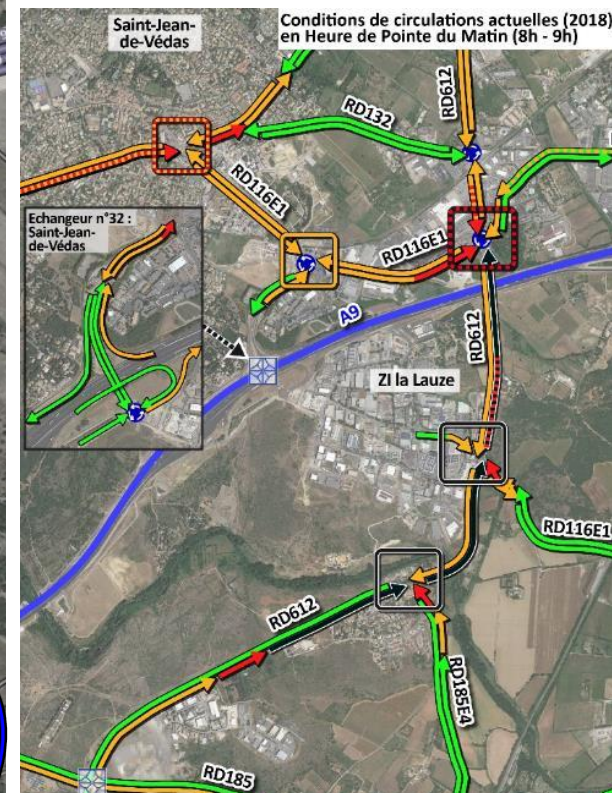 Saint-Jean-
de-Védas
Conditions de circulations actuelles (2018)
en Heure de Pointe du Matin (8h - 9h)
RD612
RD132
RD116E1
Echangeur n°32 :
Saint-Jean-
de-Védas
RD116E1
A9
RD612
ZI la Lauze
RD116E1
RD612
RD185E4
RD185